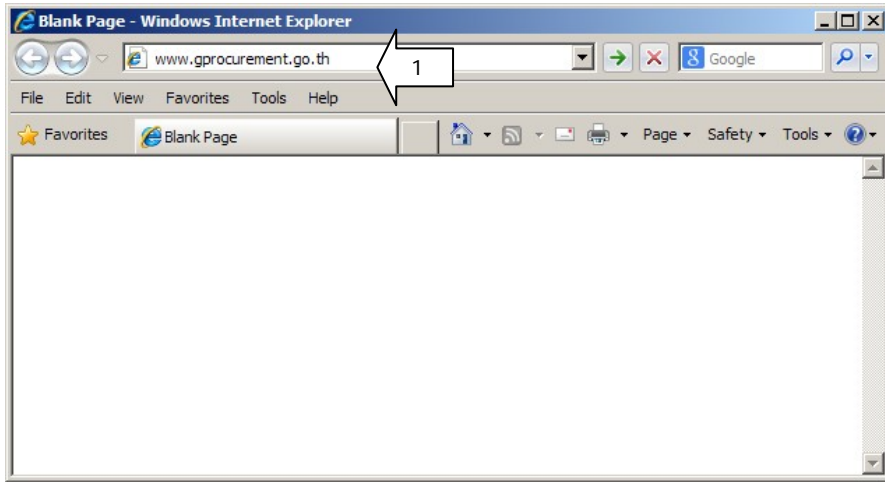 Blank Page - Windows Internet Explorer
www.gprocurement.go.th 1 Google
File Edit View Favorites Tools Help
Favorites Blank Page Page Safety Tools